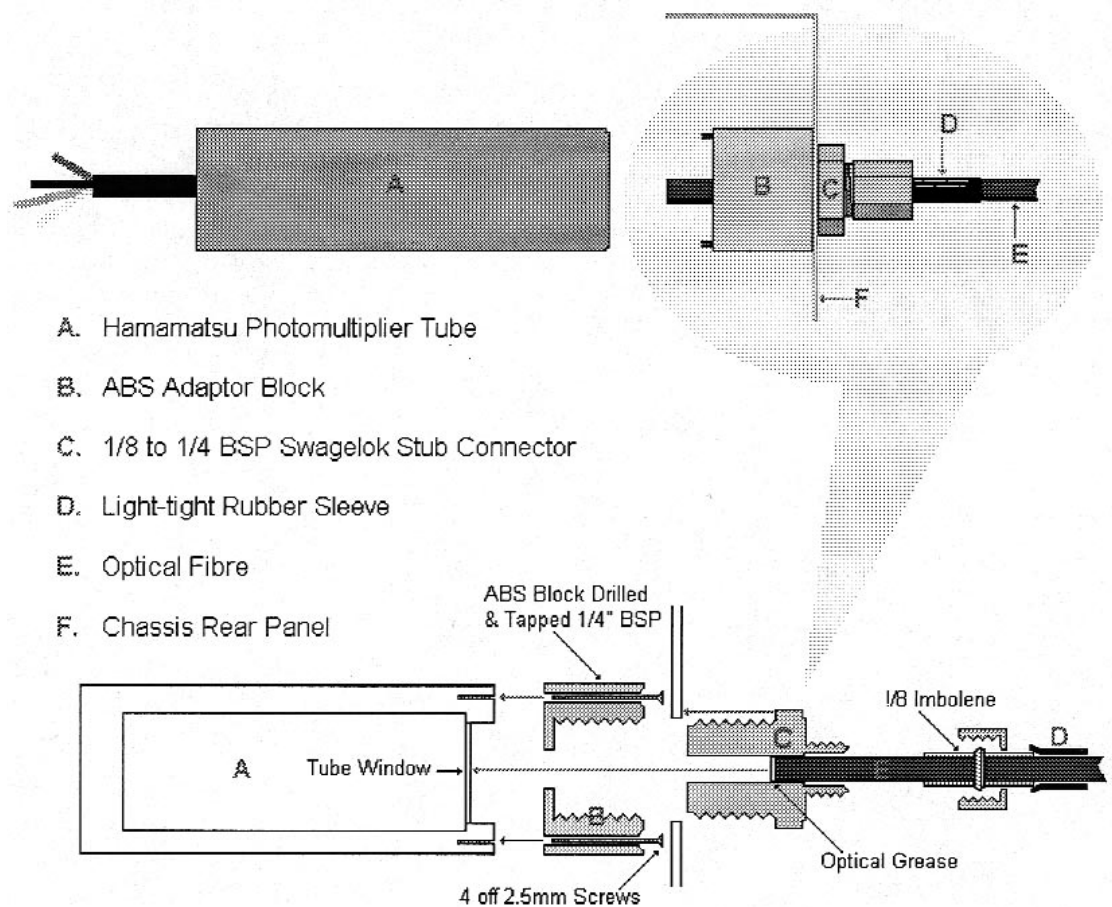 A
D
B
C
E
F
A. Hamamatsu Photomultiplier Tube
B. ABS Adaptor Block
C. 1/8 to 1/4 BSP Swagelok Stub Connector
D. Light-tight Rubber Sleeve
E. Optical Fibre
F. Chassis Rear Panel
ABS Block Drilled
& Tapped 1/4" BSP
I/8 Imbolene
C
D
A
Tube Window
E
B
Optical Grease
4 off 2.5mm Screws